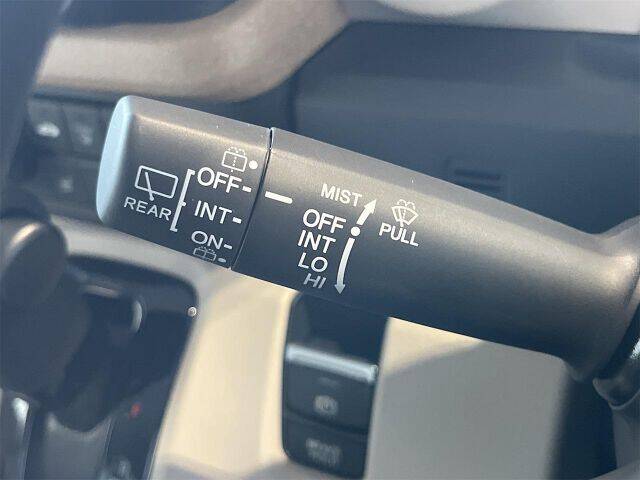 REAR
OFF
INT
ON
MIST
OFF
INT
LO
HI
PULL